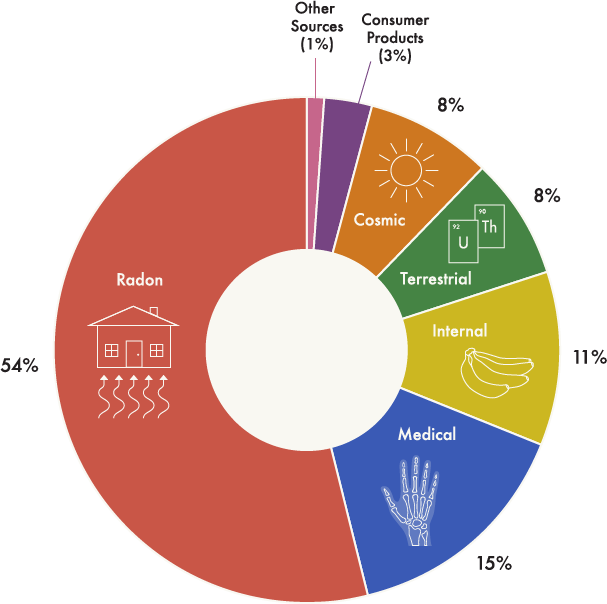 Other
Sources
(1%)
Consumer
Products
(3%)
8%
Cosmic
8%
92
U
90
Th
Terrestrial
Internal
11%
Medical
15%
Radon
54%